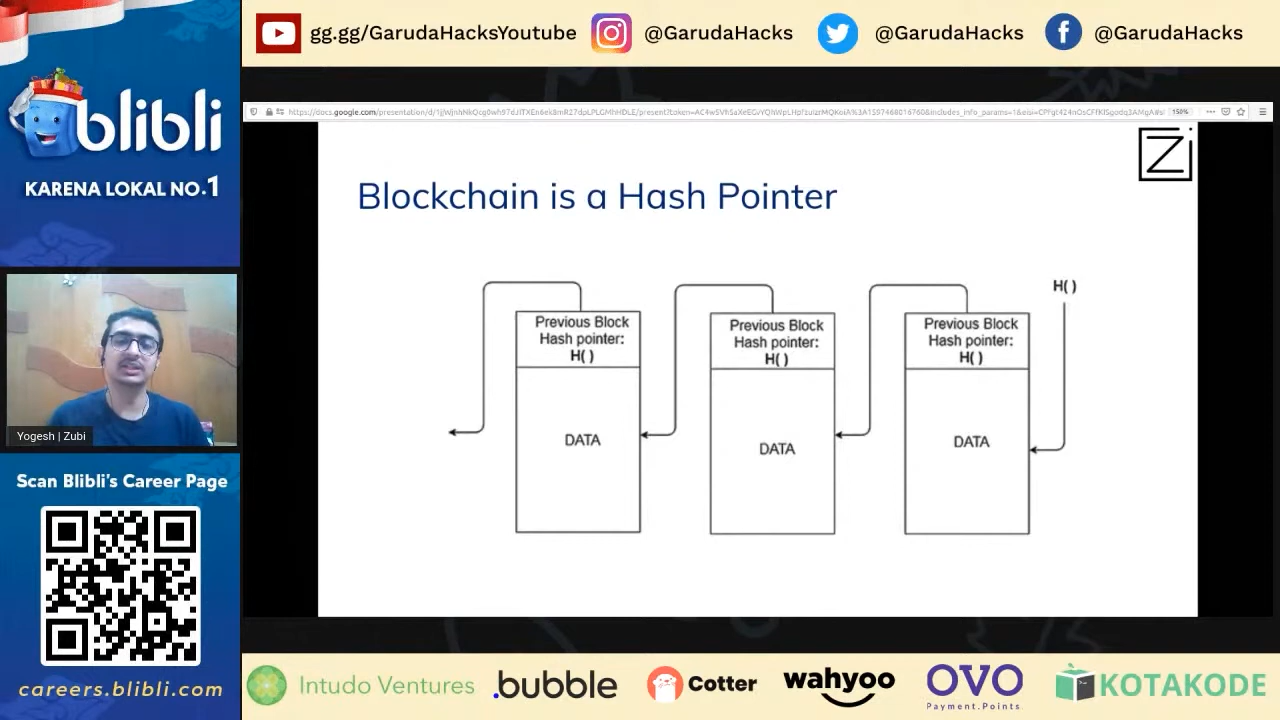 gg.gg/GarudaHacksYoutube
@GarudaHacks
@GarudaHacks
@GarudaHacks
blibli
KARENA LOKAL NO.1
150%
Zi
Blockchain is a Hash Pointer
H( )
Previous Block
Hash pointer:
H( )
DATA
Previous Block
Hash pointer:
H( )
DATA
Previous Block
Hash pointer:
H( )
DATA
Yogesh | Zubi
Scan Blibli's Career Page
careers.blibli.com
Intudo Ventures
.bubble
Cotter
wahyoo
OVO
Payment.Points
KOTAKODE